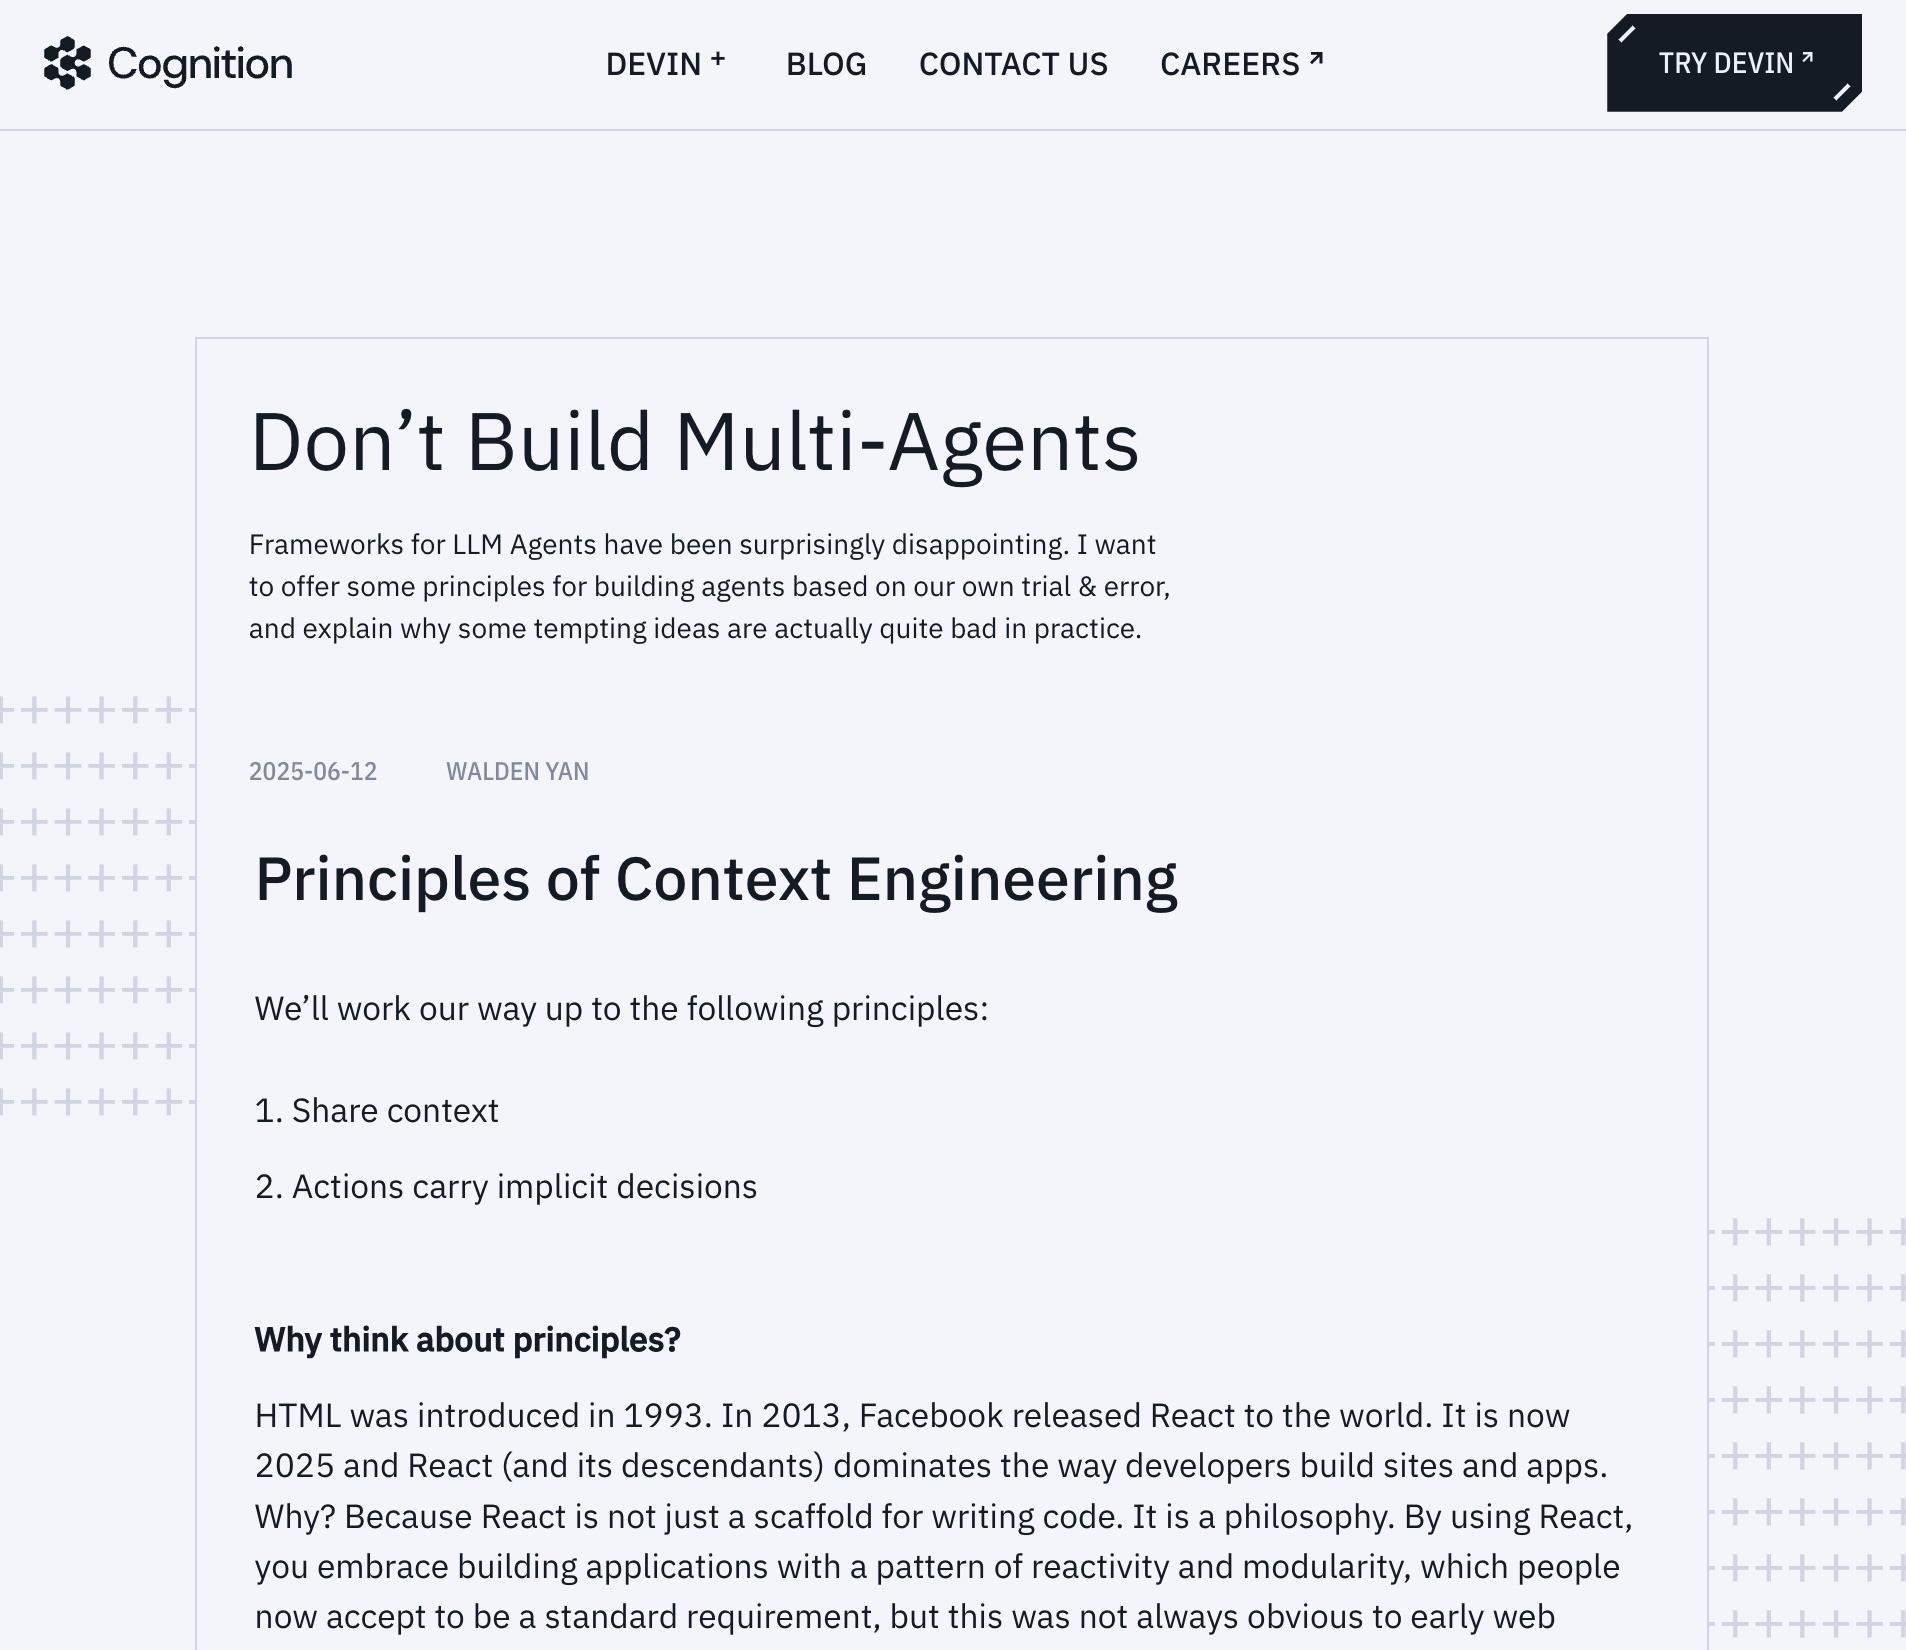 Cognition
DEVIN +
BLOG
CONTACT US
CAREERS ↗
TRY DEVIN ↗
Don’t Build Multi-Agents
Frameworks for LLM Agents have been surprisingly disappointing. I want
to offer some principles for building agents based on our own trial & error,
and explain why some tempting ideas are actually quite bad in practice.
2025-06-12
WALDEN YAN
Principles of Context Engineering
We’ll work our way up to the following principles:
1. Share context
2. Actions carry implicit decisions
Why think about principles?
HTML was introduced in 1993. In 2013, Facebook released React to the world. It is now
2025 and React (and its descendants) dominates the way developers build sites and apps.
Why? Because React is not just a scaffold for writing code. It is a philosophy. By using React,
you embrace building applications with a pattern of reactivity and modularity, which people
now accept to be a standard requirement, but this was not always obvious to early web